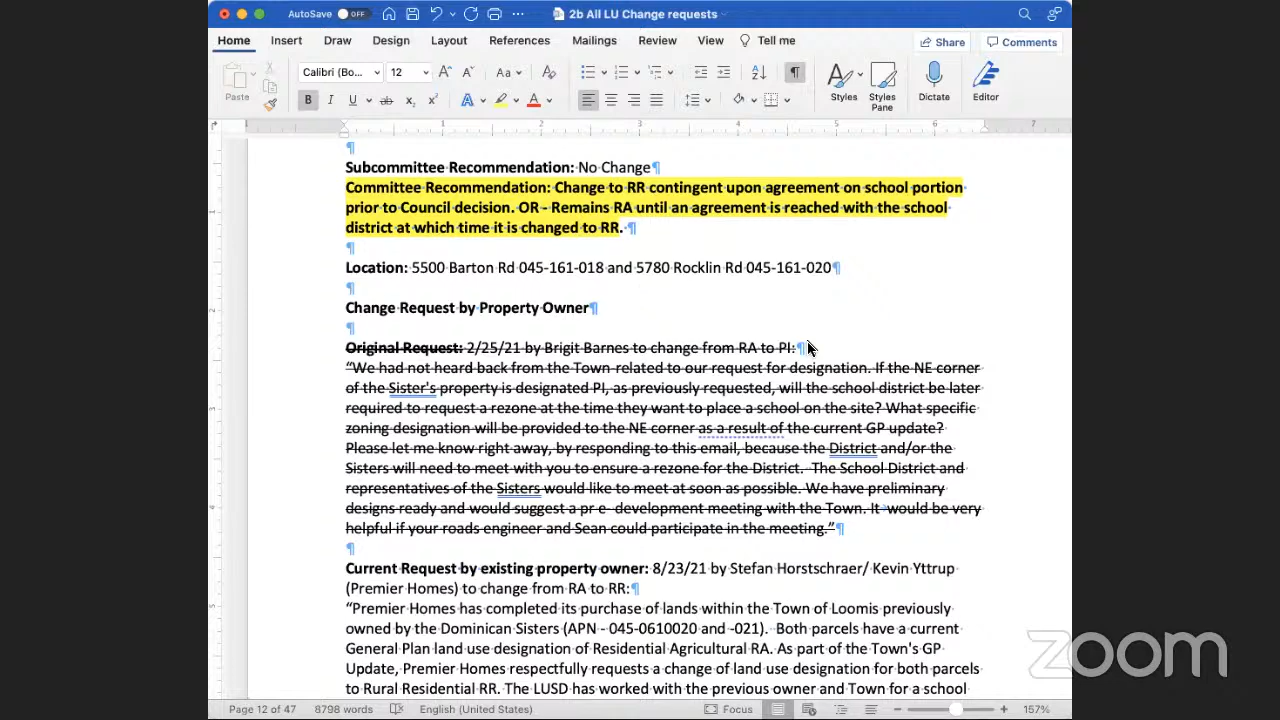 AutoSave OFF
2b All LU Change requests
Home Insert Draw Design Layout References Mailings Review View Tell me
Share Comments
Paste
Calibri (Bo... 12
Styles
Styles Pane
Dictate
Editor
1 2 3 4 5 6 7
Subcommittee Recommendation: No Change¶
Committee Recommendation: Change to RR contingent upon agreement on school portion
prior to Council decision. OR - Remains RA until an agreement is reached with the school
district at which time it is changed to RR. ¶
¶
Location: 5500 Barton Rd 045-161-018 and 5780 Rocklin Rd 045-161-020¶
¶
Change Request by Property Owner¶
¶
Original Request: 2/25/21 by Brigit Barnes to change from RA to PI:¶
“We had not heard back from the Town related to our request for designation. If the NE corner
of the Sister's property is designated PI, as previously requested, will the school district be later
required to request a rezone at the time they want to place a school on the site? What specific
zoning designation will be provided to the NE corner as a result of the current GP update?
Please let me know right away, by responding to this email, because the District and/or the
Sisters will need to meet with you to ensure a rezone for the District. The School District and
representatives of the Sisters would like to meet at soon as possible. We have preliminary
designs ready and would suggest a pr e- development meeting with the Town. It would be very
helpful if your roads engineer and Sean could participate in the meeting.”¶
¶
Current Request by existing property owner: 8/23/21 by Stefan Horstschraer/ Kevin Yttrup
(Premier Homes) to change from RA to RR:¶
“Premier Homes has completed its purchase of lands within the Town of Loomis previously
owned by the Dominican Sisters (APN - 045-0610020 and -021). Both parcels have a current
General Plan land use designation of Residential Agricultural RA. As part of the Town's GP
Update, Premier Homes respectfully requests a change of land use designation for both parcels
to Rural Residential RR. The LUSD has worked with the previous owner and Town for a school
zoom
Page 12 of 47 8798 words English (United States) Focus 157%